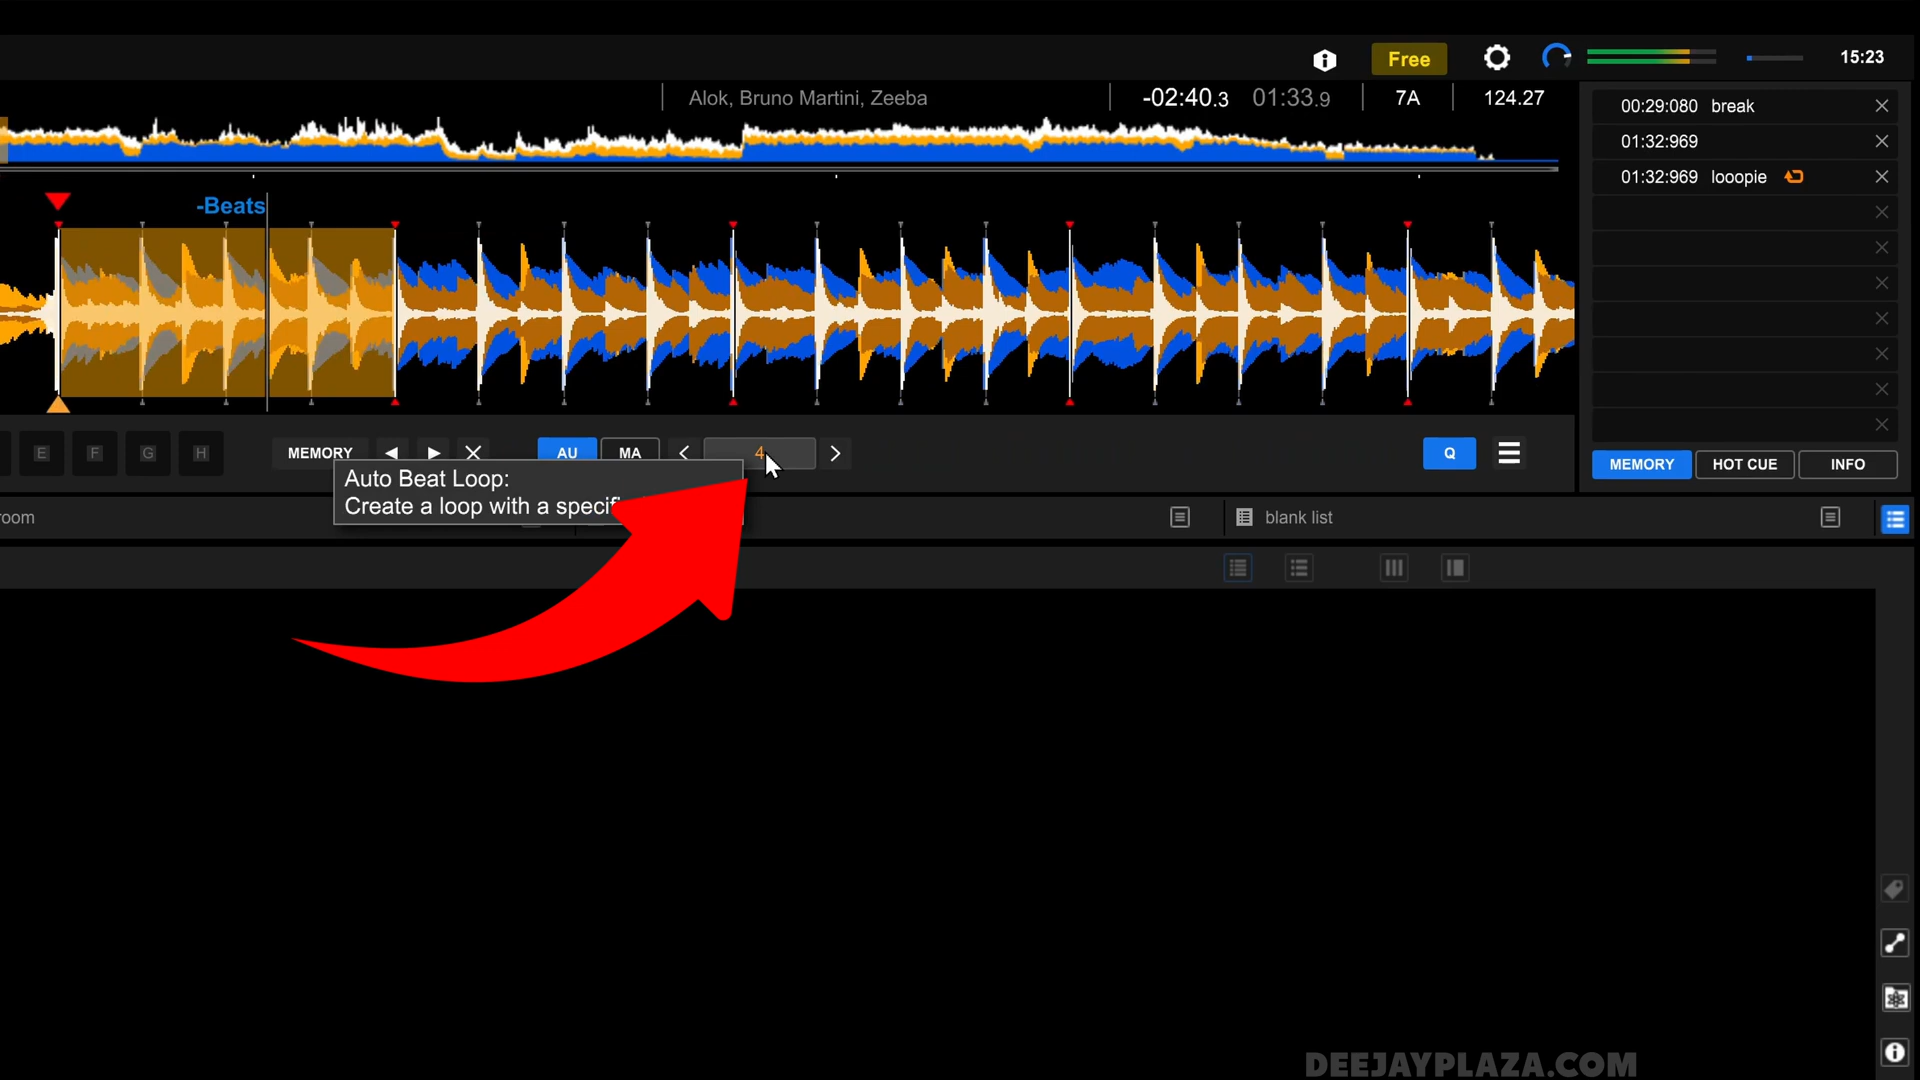 Free
15:23
Alok, Bruno Martini, Zeeba
-02:40.3 01:33.9
7A
124.27
00:29:080 break
01:32:969
01:32:969 looopie
-Beats
E F G H
MEMORY
AU
MA
4
Q
MEMORY
HOT CUE
INFO
Auto Beat Loop:
Create a loop with a
room
blank list
DEEJAYPLAZA.COM